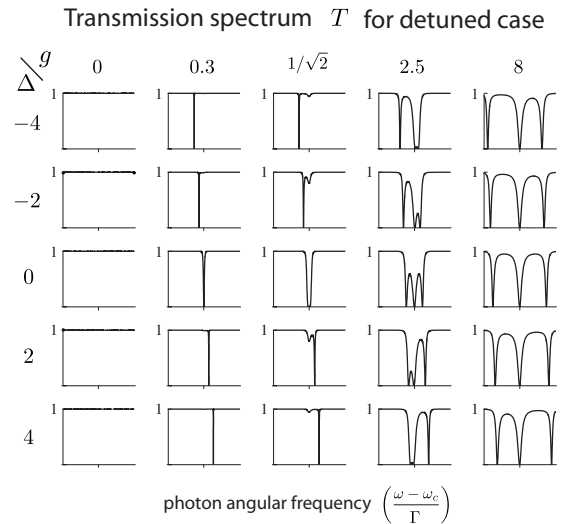 Transmission spectrum T for detuned case
Δ / g 0 0.3 1/√2 2.5 8
−4 1 1 1 1 1
−2 1 1 1 1 1
0 1 1 1 1 1
2 1 1 1 1 1
4 1 1 1 1 1
photon angular frequency ( (ω − ω_c) / Γ )